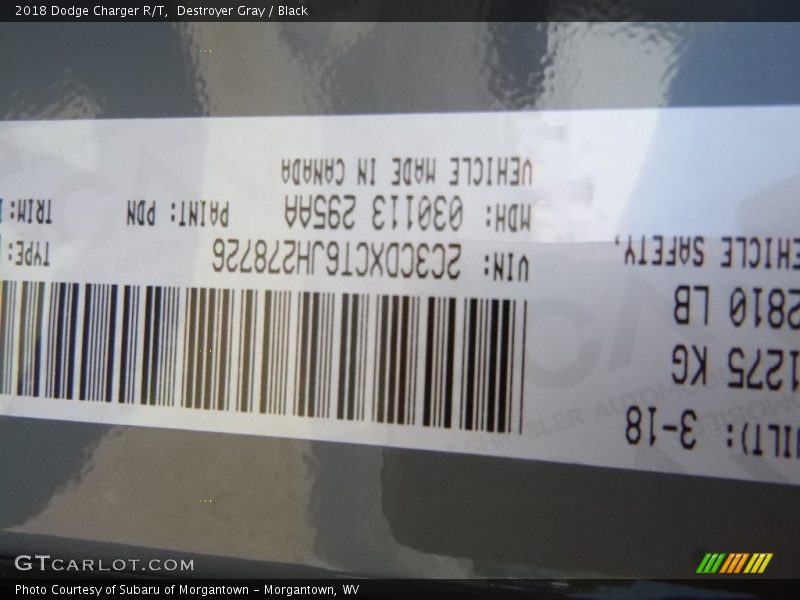 2018 Dodge Charger R/T,  Destroyer Gray / Black
VEHICLE MADE IN CANADA
MDH: 030113 295AA
PAINT: PDN
TRIM:
VIN: 2C3CDXCT6JH278726
TYPE:
VEHICLE SAFETY,
2810 LB
1275 KG
UILT): 3-18
GTCARLOT.COM
Photo Courtesy of Subaru of Morgantown - Morgantown, WV